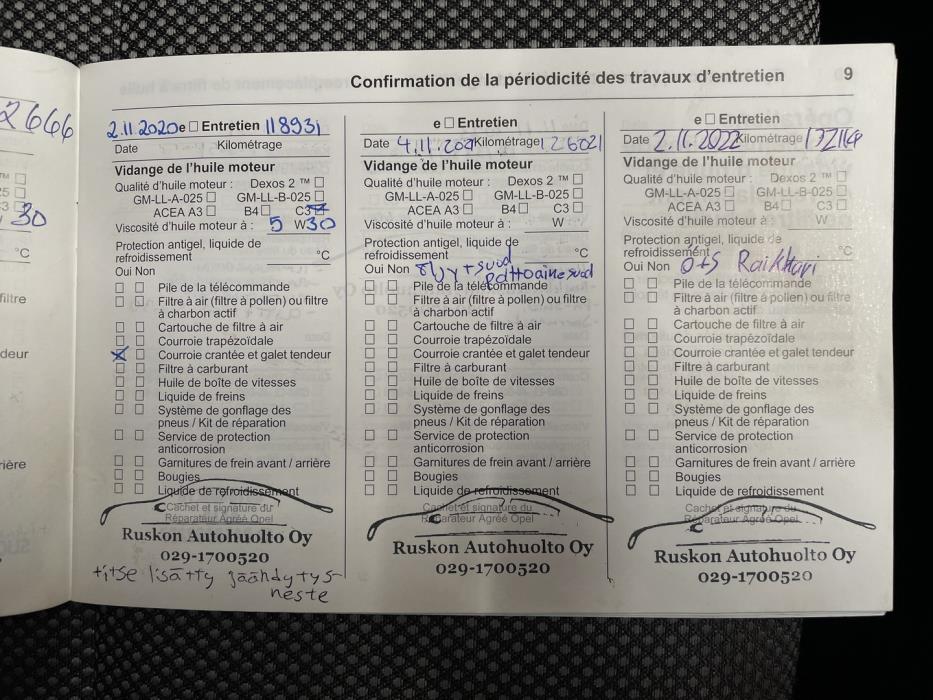 2666
TM
5
3
30
°C
filtre
deur
ière
Confirmation de la périodicité des travaux d'entretien
9
2.11.2020 e Entretien 118931
Date Kilométrage
Vidange de l'huile moteur
Qualité d'huile moteur : Dexos 2 ™
GM-LL-A-025 GM-LL-B-025
ACEA A3 B4 C3
Viscosité d'huile moteur à : 5 W30
Protection antigel, liquide de
refroidissement °C
Oui Non
Pile de la télécommande
Filtre à air (filtre à pollen) ou filtre
à charbon actif
Cartouche de filtre à air
Courroie trapézoïdale
Courroie crantée et galet tendeur
Filtre à carburant
Huile de boîte de vitesses
Liquide de freins
Système de gonflage des
pneus / Kit de réparation
Service de protection
anticorrosion
Garnitures de frein avant / arrière
Bougies
Liquide de refroidissement
Cachet et signature du
Réparateur Agréé Opel
Ruskon Autohuolto Oy
029-1700520
itse lisätty jäähdytys-
neste
e Entretien
Date 4.11.2021 Kilométrage 126021
Vidange de l'huile moteur
Qualité d'huile moteur : Dexos 2 ™
GM-LL-A-025 GM-LL-B-025
ACEA A3 B4 C3
Viscosité d'huile moteur à : W
Protection antigel, liquide de
refroidissement °C
Oui Non öljy+suod
Polttoainesuod
Pile de la télécommande
Filtre à air (filtre à pollen) ou filtre
à charbon actif
Cartouche de filtre à air
Courroie trapézoïdale
Courroie crantée et galet tendeur
Filtre à carburant
Huile de boîte de vitesses
Liquide de freins
Système de gonflage des
pneus / Kit de réparation
Service de protection
anticorrosion
Garnitures de frein avant / arrière
Bougies
Liquide de refroidissement
Cachet et signature du
Réparateur Agréé Opel
Ruskon Autohuolto Oy
029-1700520
e Entretien
Date 2.11.2022 Kilométrage
Vidange de l'huile moteur
Qualité d'huile moteur : Dexos 2 ™
GM-LL-A-025 GM-LL-B-025
ACEA A3 B4 C3
Viscosité d'huile moteur à : W
Protection antigel, liquide de
refroidissement °C
Oui Non Ö+S
Pile de la télécommande
Filtre à air (filtre à pollen) ou filtre
à charbon actif
Cartouche de filtre à air
Courroie trapézoïdale
Courroie crantée et galet tendeur
Filtre à carburant
Huile de boîte de vitesses
Liquide de freins
Système de gonflage des
pneus / Kit de réparation
Service de protection
anticorrosion
Garnitures de frein avant / arrière
Bougies
Liquide de refroidissement
Cachet et signature du
Réparateur Agréé Opel
Ruskon Autohuolto Oy
029-1700520